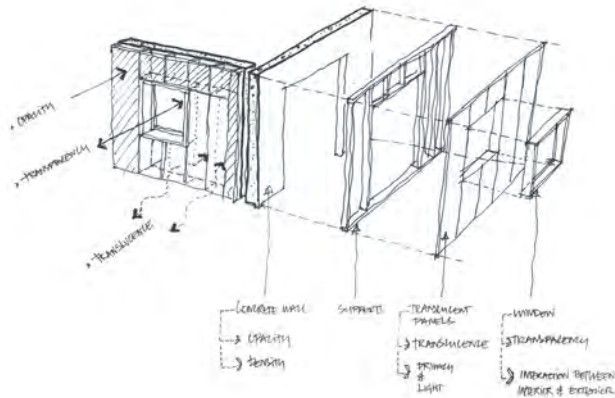 OPACITY
TRANSPARENCY
TRANSLUCENCE
CONCRETE WALL
OPACITY
DENSITY
SUPPORTS
TRANSLUCENT
PANELS
TRANSLUCENCE
PRIVACY
&
LIGHT
WINDOW
TRANSPARENCY
INTERACTION BETWEEN
INTERIOR & EXTERIOR